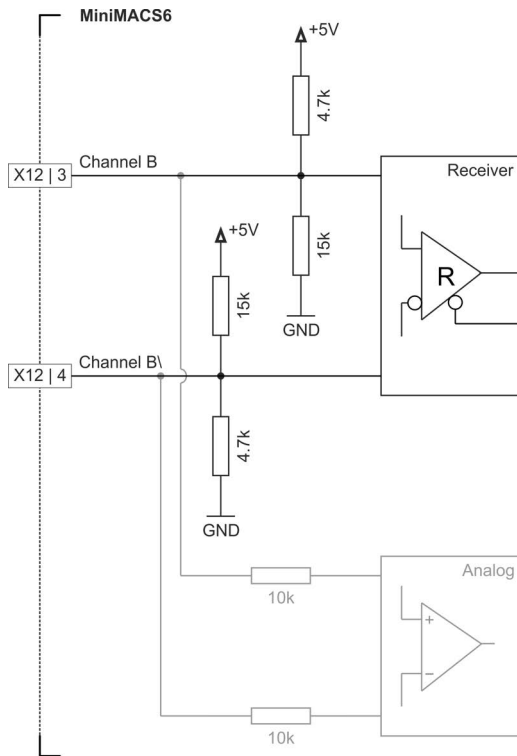 MiniMACS6
+5V
4.7k
X12 | 3
Channel B
Receiver
+5V
15k
15k
R
GND
X12 | 4
Channel B\
4.7k
GND
Analog
10k
+
−
10k